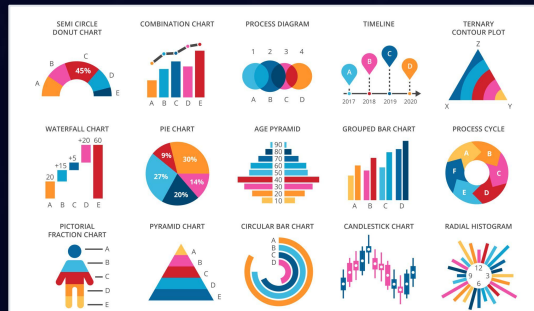 SEMI CIRCLE
DONUT CHART
A
B
C
45%
D
E
COMBINATION CHART
A B C D E
PROCESS DIAGRAM
1 2 3 4
A B C D
TIMELINE
A
B
C
D
2017 2018 2019 2020
TERNARY
CONTOUR PLOT
Z
X Y
WATERFALL CHART
20
+15
+5
+20
60
A B C D E
PIE CHART
9%
30%
27%
14%
20%
AGE PYRAMID
90
80
70
60
50
40
30
20
10
GROUPED BAR CHART
A B C D
PROCESS CYCLE
A B
F C
E D
PICTORIAL
FRACTION CHART
A
B
C
D
E
PYRAMID CHART
A
B
C
D
E
CIRCULAR BAR CHART
A
B
C
D
CANDLESTICK CHART
RADIAL HISTOGRAM
12
9 3
6